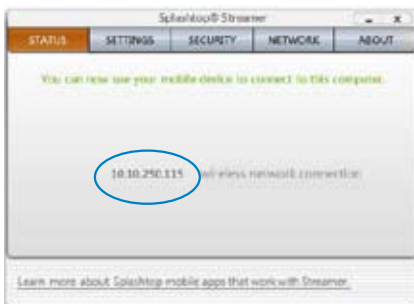 Splashtop® Streamer
STATUS SETTINGS SECURITY NETWORK ABOUT
You can now use your mobile device to connect to this computer.
10.10.250.115 wireless network connection
Learn more about Splashtop mobile apps that work with Streamer.